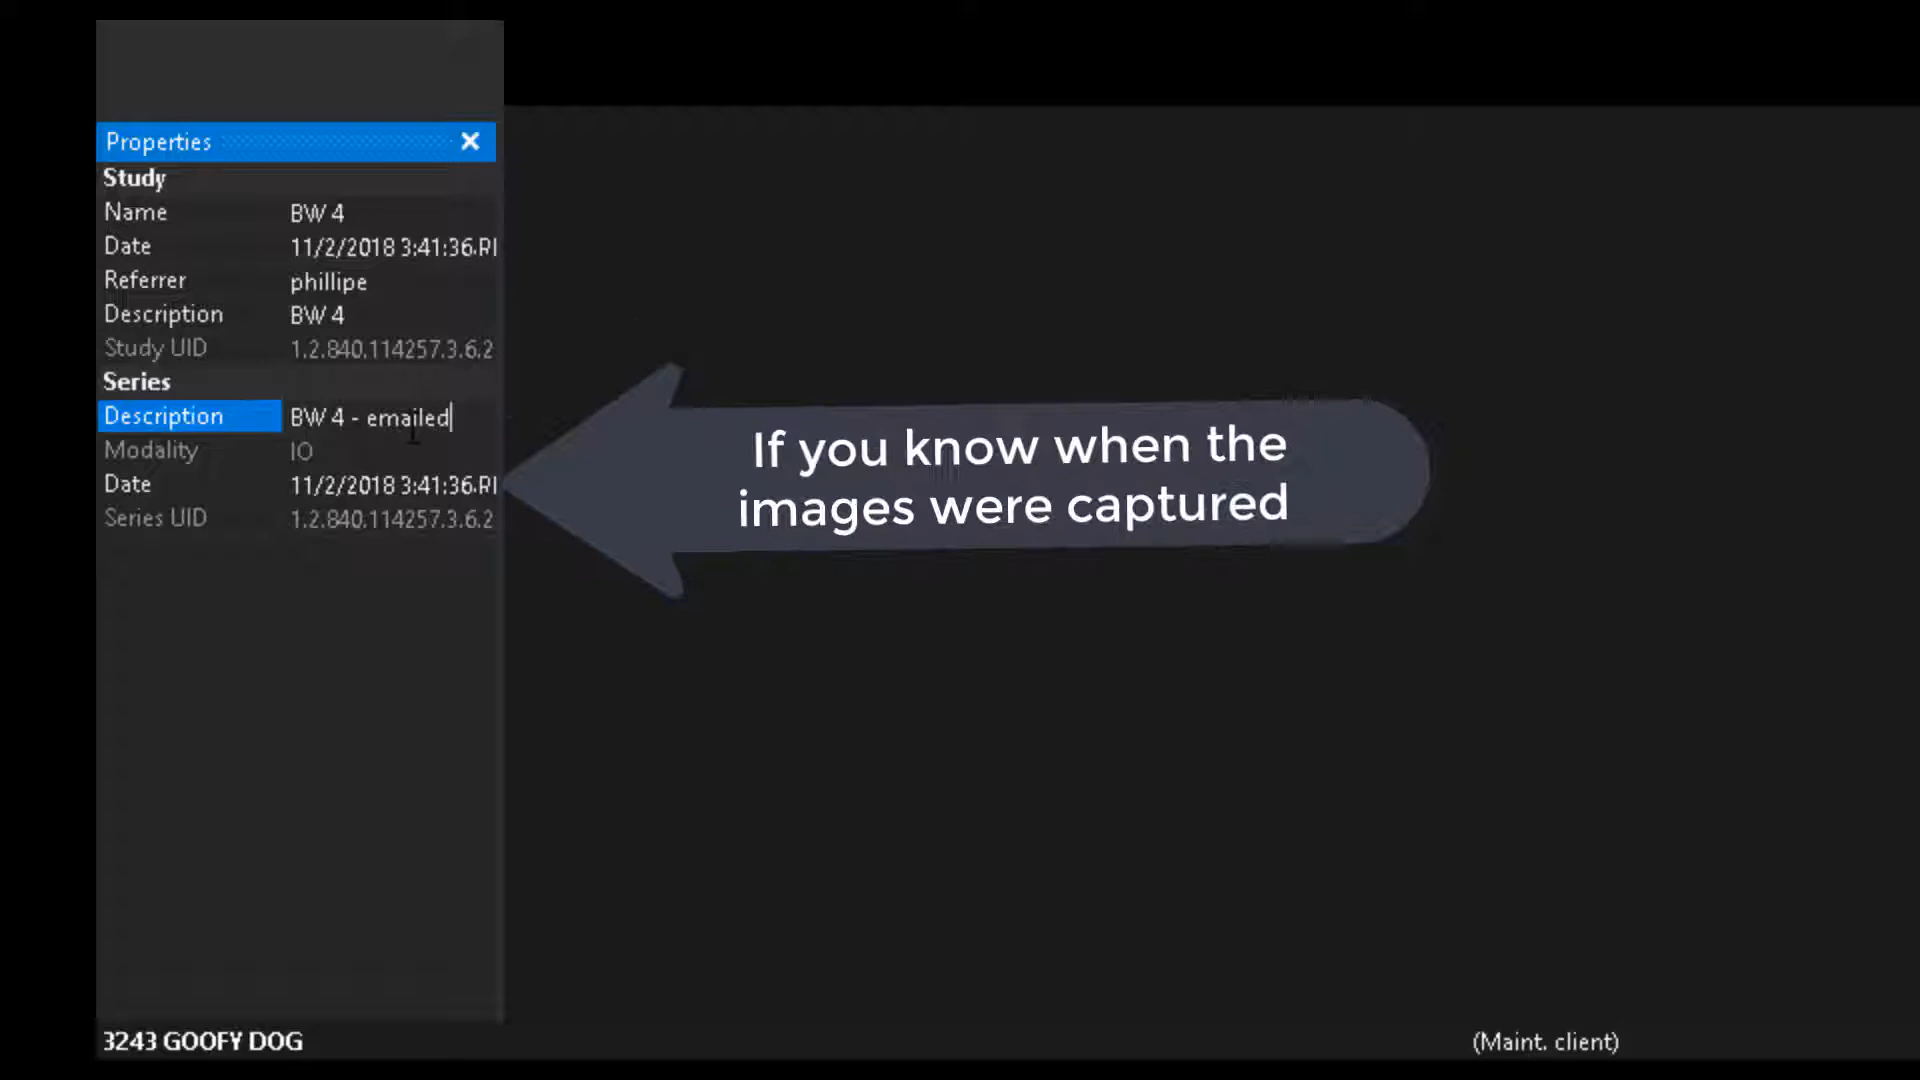 Properties
Study
Name BW 4
Date 11/2/2018 3:41:36 PM
Referrer phillipe
Description BW 4
Study UID 1.2.840.114257.3.6.2
Series
Description BW 4 - emailed
Modality IO
Date 11/2/2018 3:41:36
Series UID 1.2.840.114257.3.6.2
If you know when the
images were captured
3243 GOOFY DOG
(Maint. client)